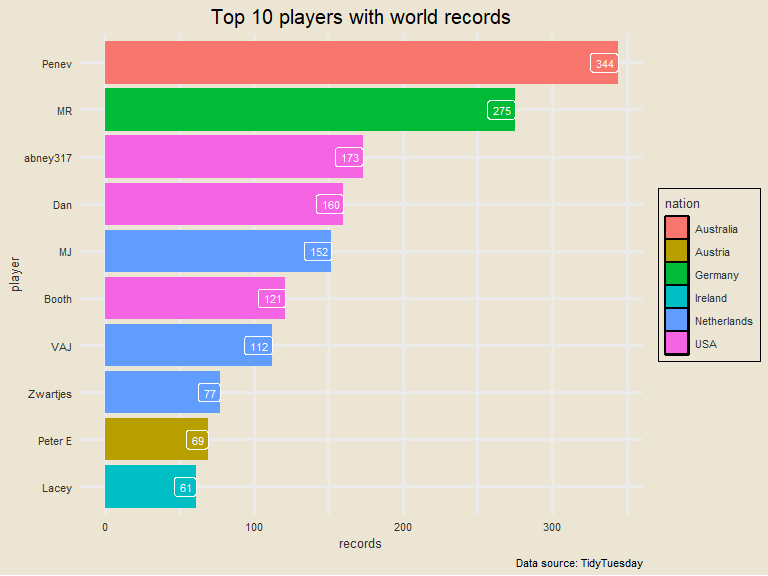 Top 10 players with world records
Penev 344
MR 275
abney317 173
Dan 160
MJ 152
Booth 121
VAJ 112
Zwartjes 77
Peter E 69
Lacey 61
player
0 100 200 300
records
nation
Australia
Austria
Germany
Ireland
Netherlands
USA
Data source: TidyTuesday